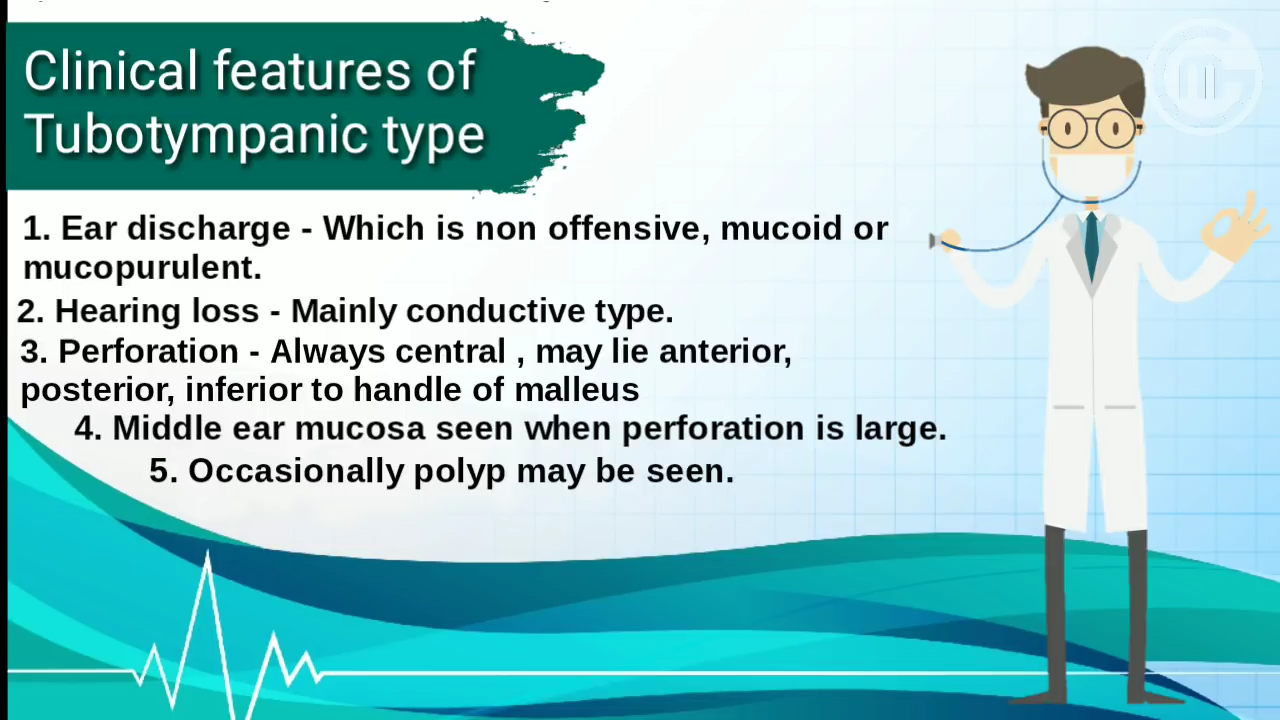 Clinical features of
Tubotympanic type
1. Ear discharge - Which is non offensive, mucoid or
mucopurulent.
2. Hearing loss - Mainly conductive type.
3. Perforation - Always central , may lie anterior,
posterior, inferior to handle of malleus
4. Middle ear mucosa seen when perforation is large.
5. Occasionally polyp may be seen.